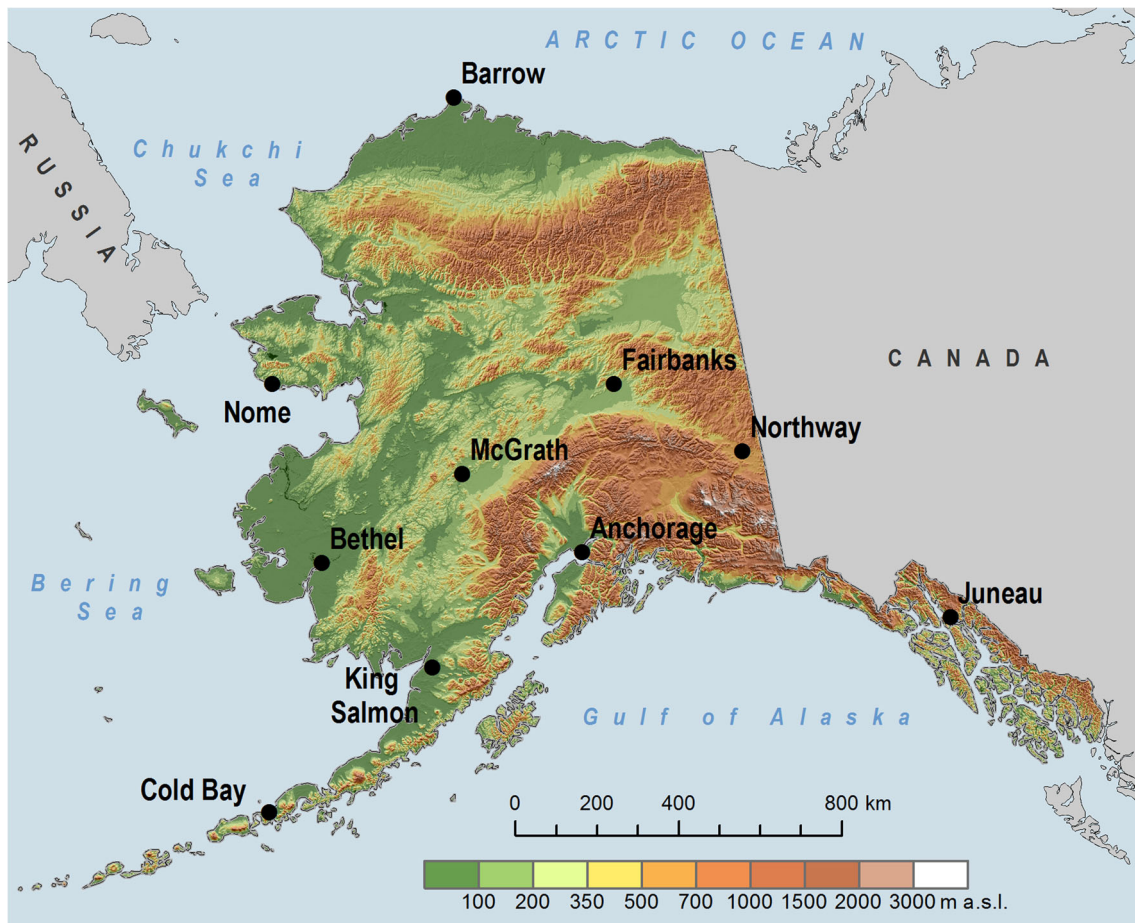 ARCTIC OCEAN
Barrow
RUSSIA
Chukchi
Sea
Fairbanks
CANADA
Nome
Northway
McGrath
Anchorage
Bethel
Bering
Sea
Juneau
King
Salmon
Gulf of Alaska
Cold Bay
0 200 400 800 km
100 200 350 500 700 1000 1500 2000 3000 m a.s.l.